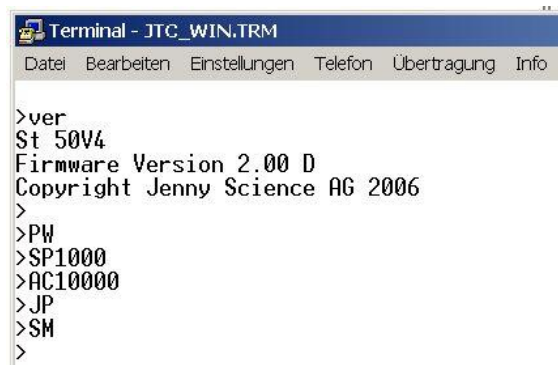 Terminal - JTC_WIN.TRM
Datei Bearbeiten Einstellungen Telefon Übertragung Info
>ver
St 50V4
Firmware Version 2.00 D
Copyright Jenny Science AG 2006
>
>PW
>SP1000
>AC10000
>JP
>SM
>